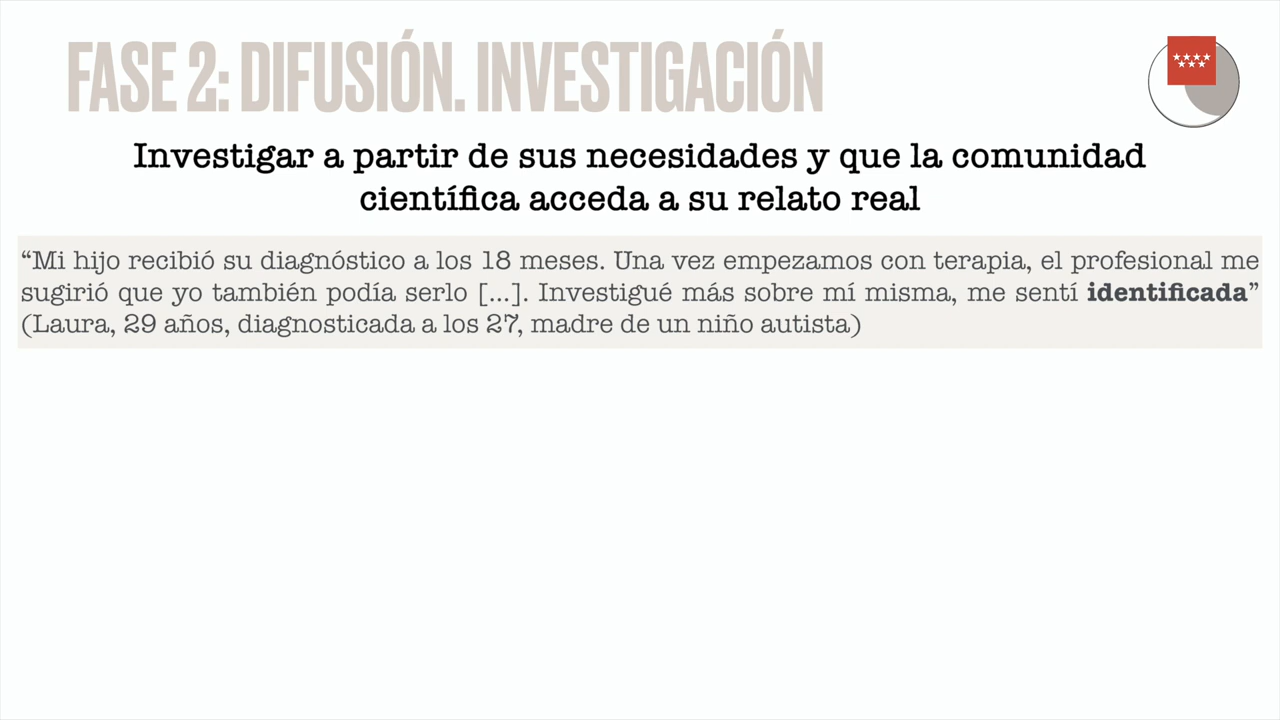 FASE 2: DIFUSIÓN. INVESTIGACIÓN
Investigar a partir de sus necesidades y que la comunidad
científica acceda a su relato real
“Mi hijo recibió su diagnóstico a los 18 meses. Una vez empezamos con terapia, el profesional me
sugirió que yo también podía serlo [...]. Investigué más sobre mí misma, me sentí identificada”
(Laura, 29 años, diagnosticada a los 27, madre de un niño autista)